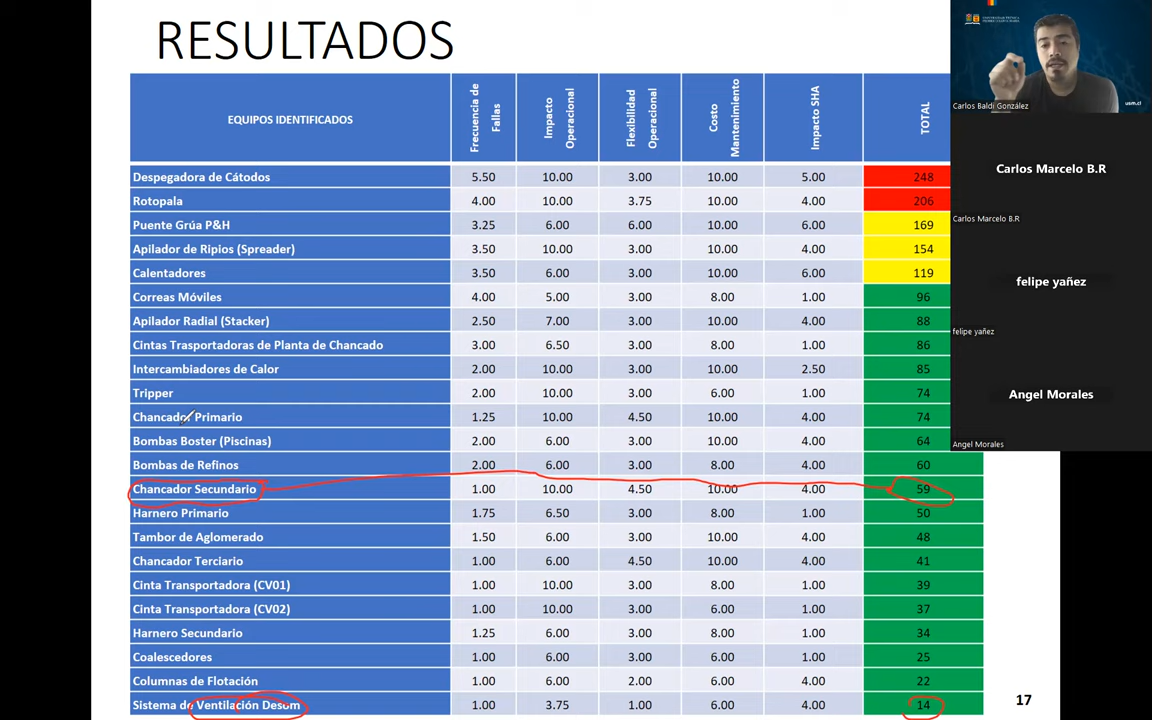 RESULTADOS
EQUIPOS IDENTIFICADOS Frecuencia de Fallas Impacto Operacional Flexibilidad Operacional Costo Mantenimiento Impacto SHA TOTAL
Despegadora de Cátodos 5.50 10.00 3.00 10.00 5.00 248
Rotopala 4.00 10.00 3.75 10.00 4.00 206
Puente Grúa P&H 3.25 6.00 6.00 10.00 6.00 169
Apilador de Ripios (Spreader) 3.50 10.00 3.00 10.00 4.00 154
Calentadores 3.50 6.00 3.00 10.00 6.00 119
Correas Móviles 4.00 5.00 3.00 8.00 1.00 96
Apilador Radial (Stacker) 2.50 7.00 3.00 10.00 4.00 88
Cintas Trasportadoras de Planta de Chancado 3.00 6.50 3.00 8.00 1.00 86
Intercambiadores de Calor 2.00 10.00 3.00 10.00 2.50 85
Tripper 2.00 10.00 3.00 6.00 1.00 74
Chancador Primario 1.25 10.00 4.50 10.00 4.00 74
Bombas Boster (Piscinas) 2.00 6.00 3.00 10.00 4.00 64
Bombas de Refinos 2.00 6.00 3.00 8.00 4.00 60
Chancador Secundario 1.00 10.00 4.50 10.00 4.00 59
Harnero Primario 1.75 6.50 3.00 8.00 1.00 50
Tambor de Aglomerado 1.50 6.00 3.00 10.00 4.00 48
Chancador Terciario 1.00 6.00 4.50 10.00 4.00 41
Cinta Transportadora (CV01) 1.00 10.00 3.00 8.00 1.00 39
Cinta Transportadora (CV02) 1.00 10.00 3.00 6.00 1.00 37
Harnero Secundario 1.25 6.00 3.00 8.00 1.00 34
Coalescedores 1.00 6.00 3.00 6.00 1.00 25
Columnas de Flotación 1.00 6.00 2.00 6.00 4.00 22
Sistema de Ventilación Desom 1.00 3.75 1.00 6.00 4.00 14
17
usm.cl
Carlos Baldi González
Carlos Marcelo B.R
Carlos Marcelo B.R
felipe yañez
felipe yañez
Angel Morales
Angel Morales